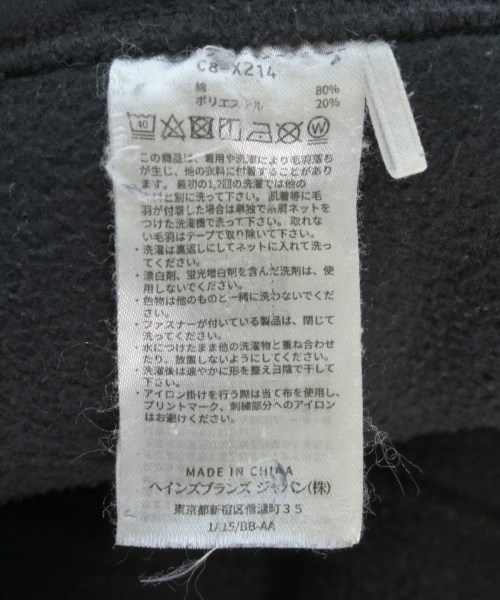 C8-X214
綿 80%
ポリエステル 20%
40
この商品は、着用や洗濯により毛羽落ち
が生じ、他の衣料に付着することがあり
ます。最初の1,2回の洗濯では他の
ものと別に洗って下さい。肌着等に毛
羽が付着した場合は単独で糸屑ネットを
つけた洗濯機で洗って下さい。取れな
い毛羽はテープで取り除いて下さい。
・洗濯は裏返しにしてネットに入れて洗っ
てください。
・漂白剤、蛍光増白剤を含んだ洗剤は、使
用しないでください。
・色物は他のものと一緒に洗わないでくだ
さい。
・ファスナーが付いている製品は、閉じて
洗ってください。
・水につけたまま他の洗濯物と重ね合わせ
たり、放置しないようにしてください。
・洗濯後は速やかに形を整え日陰で干して
下さい。
・アイロン掛けを行う際は当て布を使用し、
プリントマーク、刺繍部分へのアイロン
はお避けください。
MADE IN CHINA
ヘインズブランズ ジャパン(株)
東京都新宿区信濃町35
1/15/BB-AA